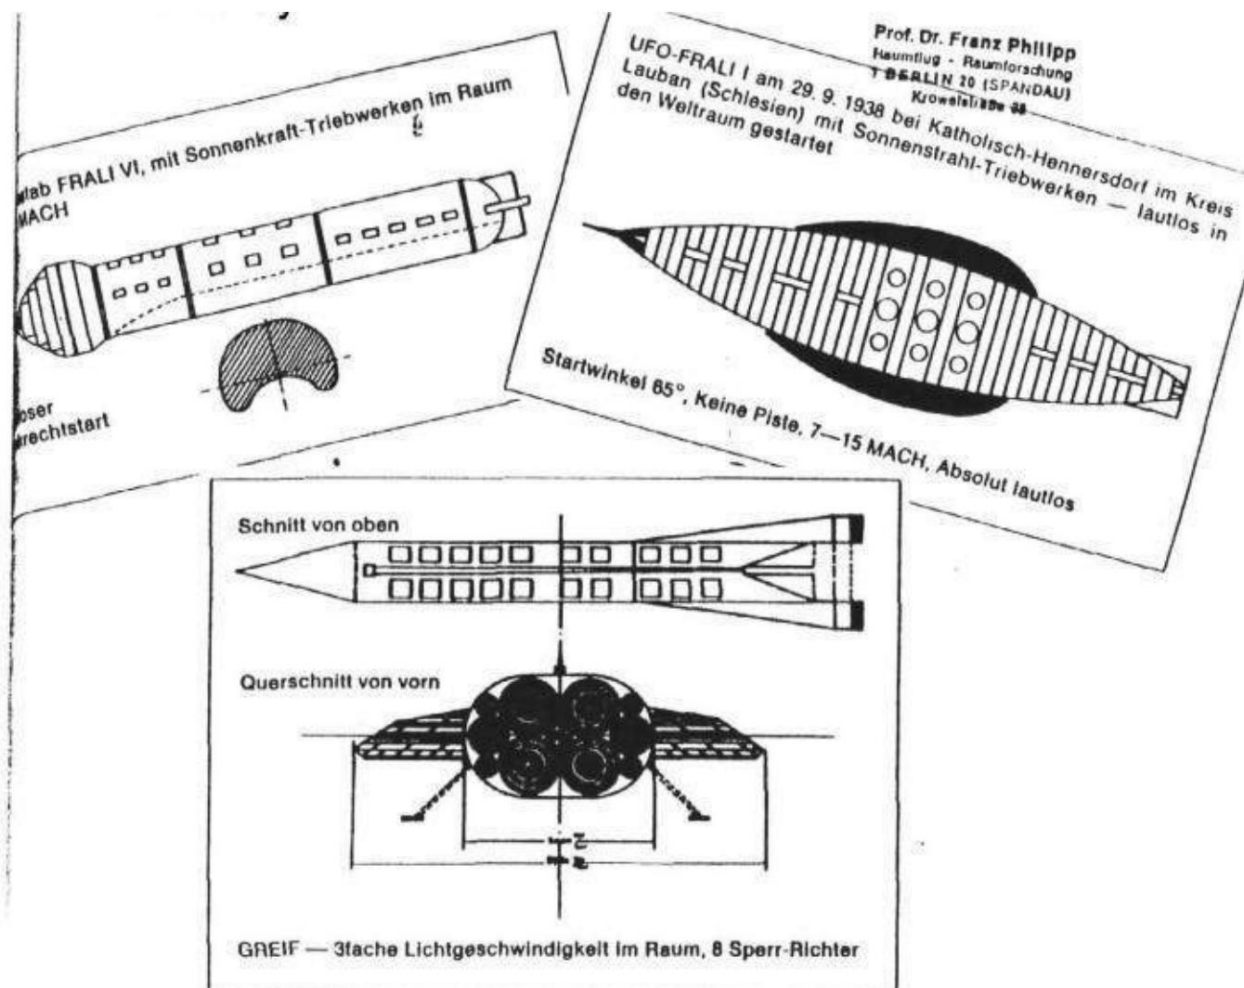 FRALI VI, mit Sonnenkraft-Triebwerken im Raum
MACH
Prof. Dr. Franz Philipp
Raumflug - Raumforschung
1 BERLIN 20 (SPANDAU)
UFO-FRALI I am 29. 9. 1938 bei Katholisch-Hennersdorf im Kreis
Lauban (Schlesien) mit Sonnenstrahl-Triebwerken — lautlos in
den Weltraum gestartet
Startwinkel 65°, Keine Piste, 7—15 MACH, Absolut lautlos
Schnitt von oben
Querschnitt von vorn
GREIF — 3fache Lichtgeschwindigkeit im Raum, 8 Sperr-Richter